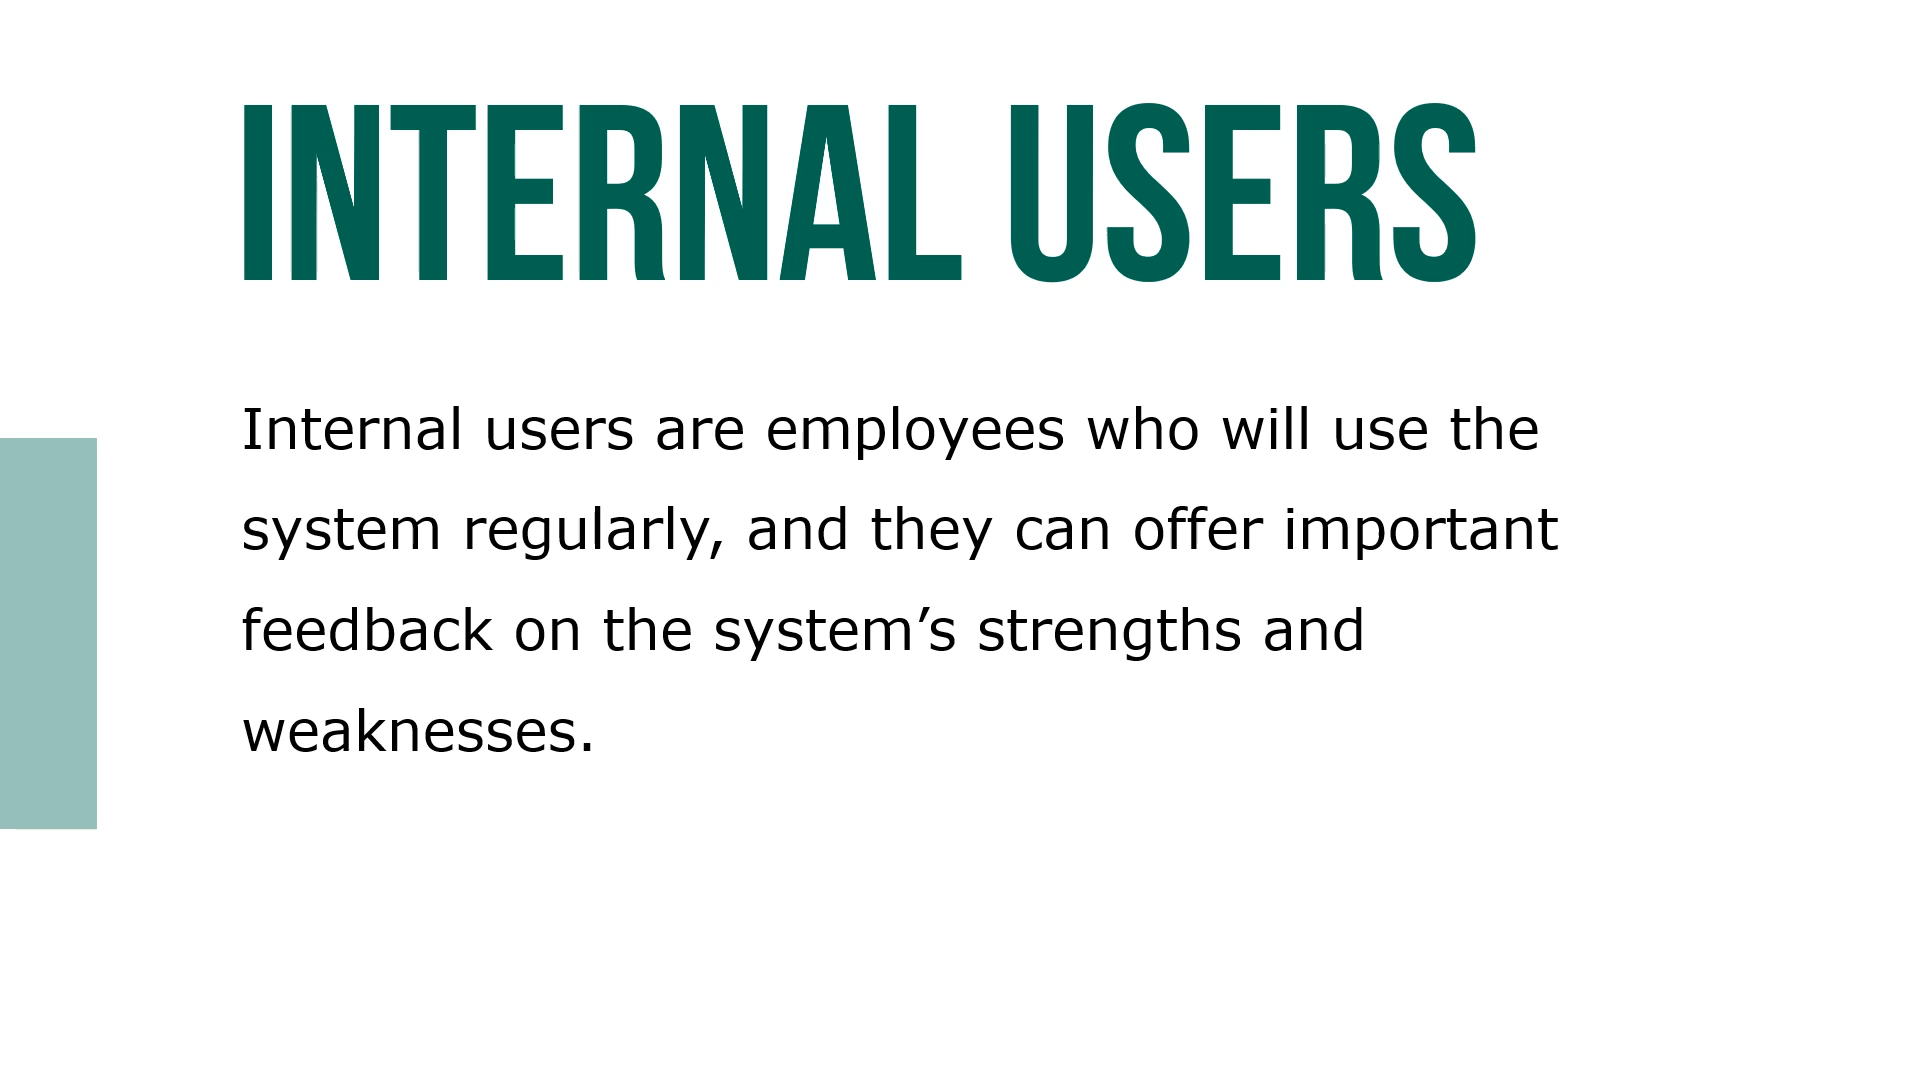 INTERNAL USERS
Internal users are employees who will use the
system regularly, and they can offer important
feedback on the system’s strengths and
weaknesses.